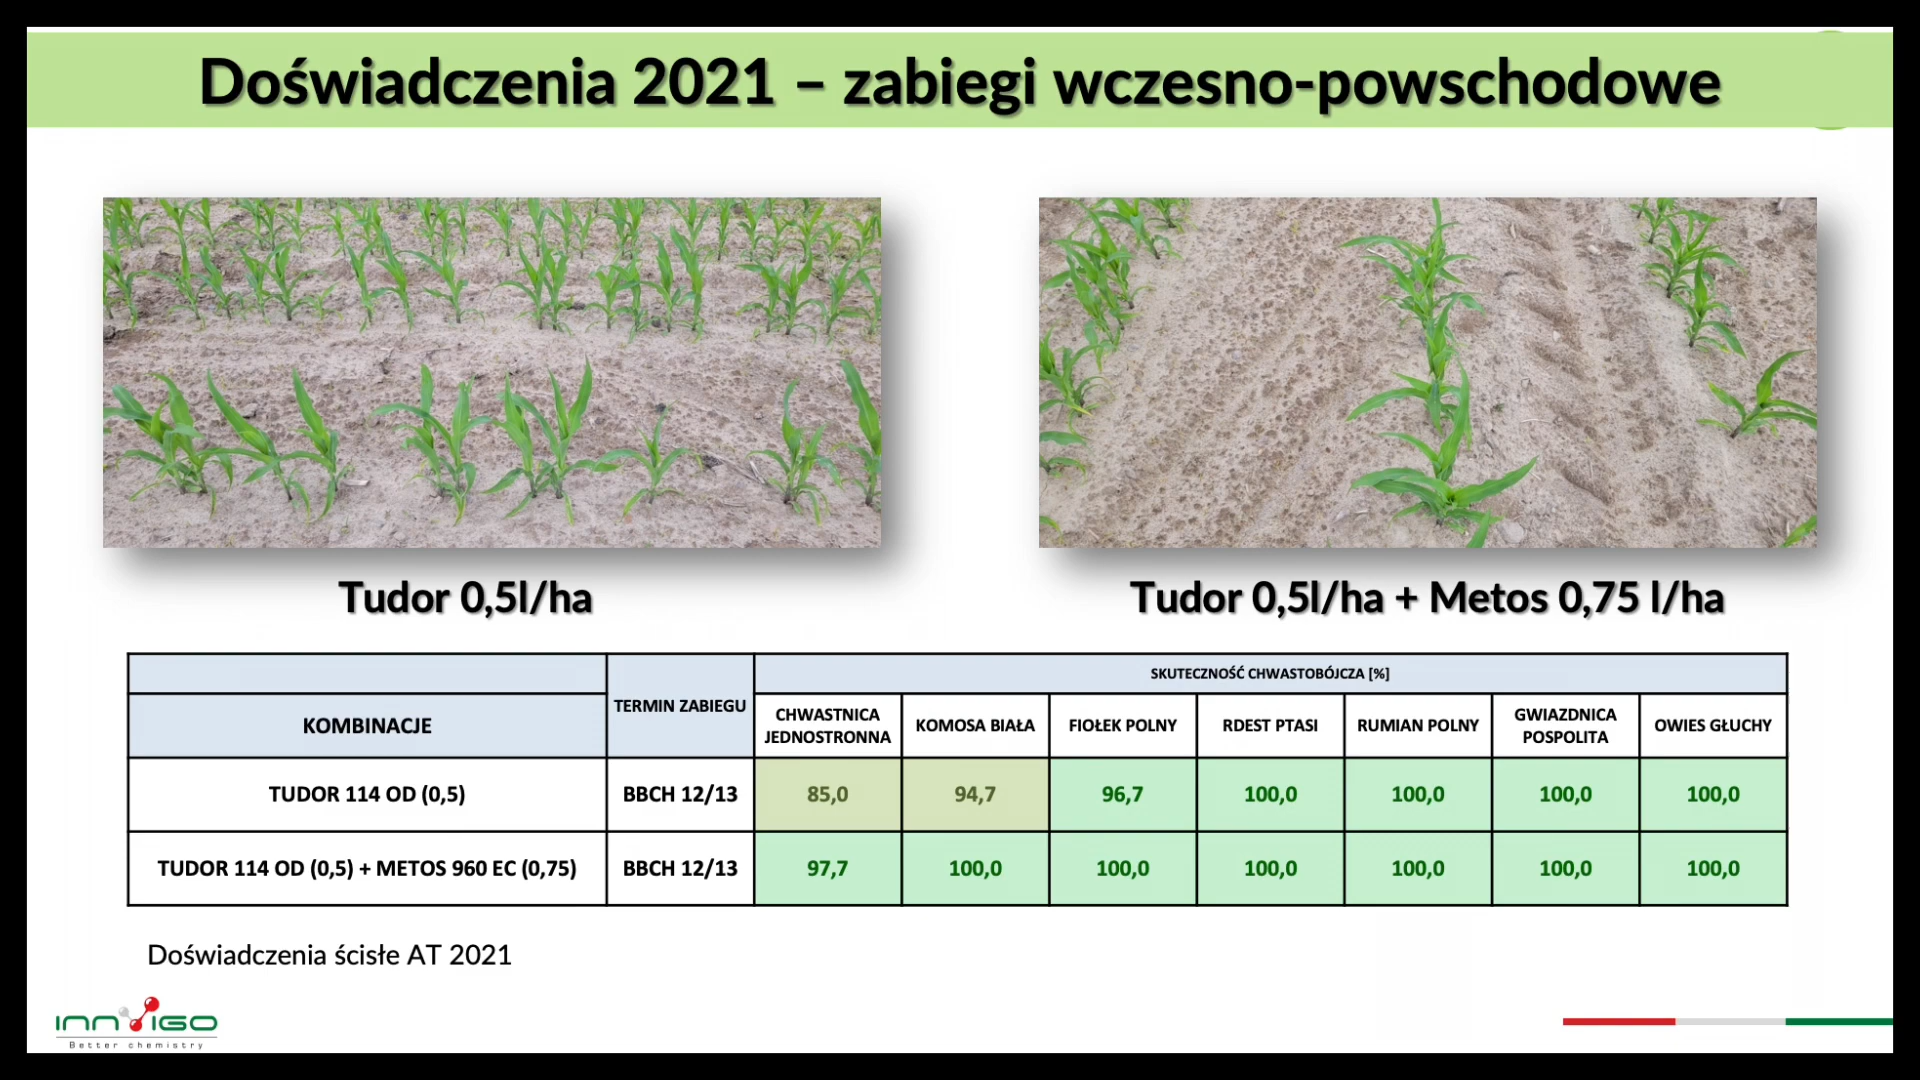 Doświadczenia 2021 – zabiegi wczesno-powschodowe
Tudor 0,5l/ha
Tudor 0,5l/ha + Metos 0,75 l/ha
SKUTECZNOŚĆ CHWASTOBÓJCZA [%]
KOMBINACJE
TERMIN ZABIEGU
CHWASTNICA
JEDNOSTRONNA
KOMOSA BIAŁA
FIOŁEK POLNY
RDEST PTASI
RUMIAN POLNY
GWIAZDNICA
POSPOLITA
OWIES GŁUCHY
TUDOR 114 OD (0,5) BBCH 12/13 85,0 94,7 96,7 100,0 100,0 100,0 100,0
TUDOR 114 OD (0,5) + METOS 960 EC (0,75) BBCH 12/13 97,7 100,0 100,0 100,0 100,0 100,0 100,0
Doświadczenia ścisłe AT 2021
INNVIGO
Better chemistry